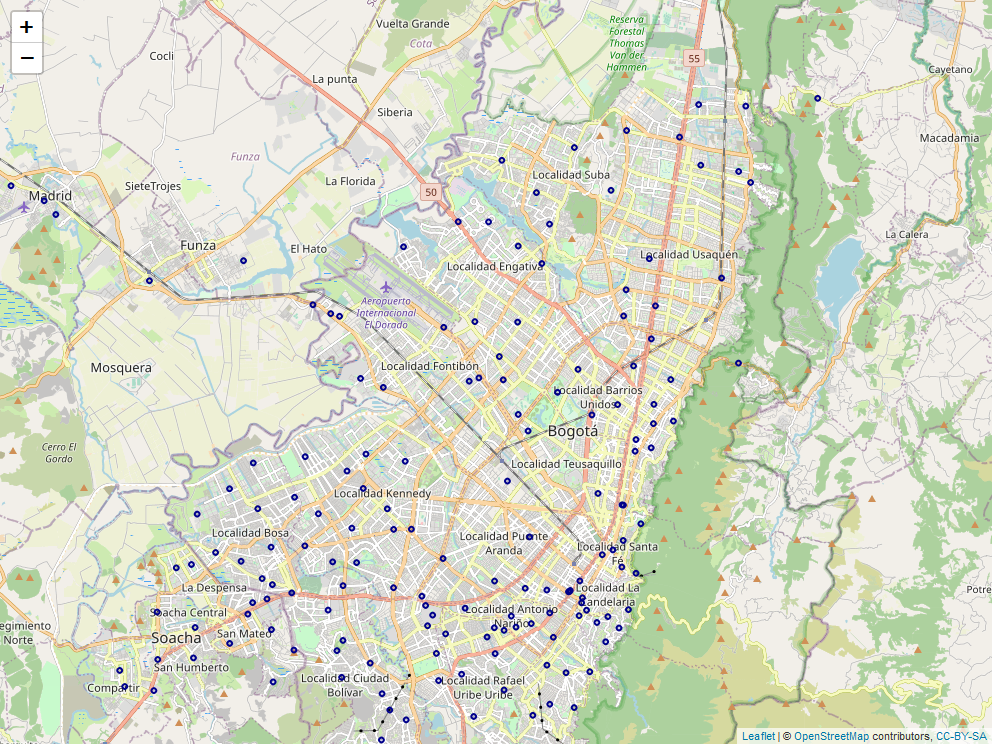 +
−
Vuelta Grande
Cota
Cocli
La punta
Siberia
Reserva
Forestal
Thomas
Van der
Hammen
55
Cayetano
Macadamia
Funza
SieteTrojes
La Florida
50
Localidad Suba
Madrid
Funza
El Hato
La Calera
Localidad Usaquén
Localidad Engativa
Aeropuerto
Internacional
El Dorado
Mosquera
Localidad Fontibón
Localidad Barrios
Unidos
Bogotá
Cerro El
Gordo
Localidad Teusaquillo
Localidad Kennedy
Localidad Bosa
Localidad Puente
Aranda
Localidad Santa
Fé
La Despensa
Localidad La
Candelaria
Potre
Soacha Central
Localidad Antonio
Nariño
egimiento
Norte
Soacha
San Mateo
San Humberto
Compartir
Localidad Ciudad
Bolívar
Localidad Rafael
Uribe Uribe
Leaflet | © OpenStreetMap contributors, CC-BY-SA